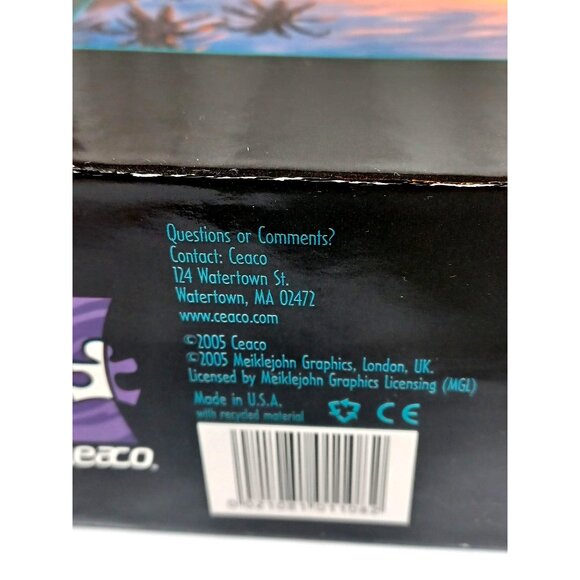 Questions or Comments?
Contact: Ceaco
124 Watertown St.
Watertown, MA 02472
www.ceaco.com
©2005 Ceaco
©2005 Meiklejohn Graphics, London, UK.
Licensed by Meiklejohn Graphics Licensing (MGL)
Made in U.S.A.
with recycled material
CE
eaco.